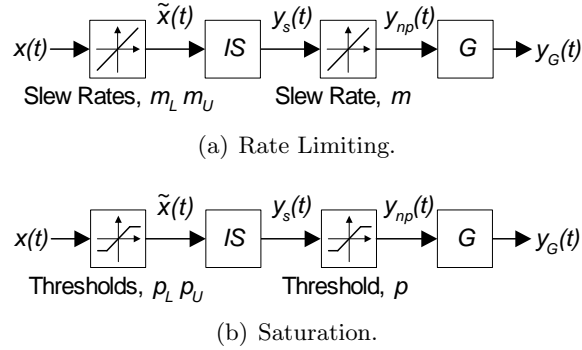 x̃(t) y_s(t) y_np(t)
x(t) IS G y_G(t)
Slew Rates, m_L m_U Slew Rate, m
(a) Rate Limiting.
x̃(t) y_s(t) y_np(t)
x(t) IS G y_G(t)
Thresholds, p_L p_U Threshold, p
(b) Saturation.